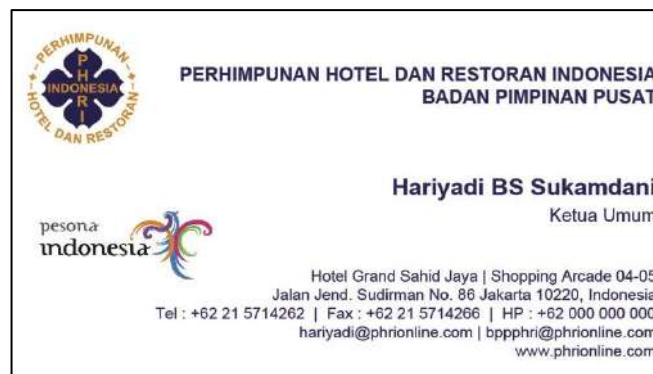 PERHIMPUNAN
PHRI
INDONESIA
HOTEL DAN RESTORAN
PERHIMPUNAN HOTEL DAN RESTORAN INDONESIA
BADAN PIMPINAN PUSAT
Hariyadi BS Sukamdani
Ketua Umum
pesona
indonesia
Hotel Grand Sahid Jaya | Shopping Arcade 04-05
Jalan Jend. Sudirman No. 86 Jakarta 10220, Indonesia
Tel : +62 21 5714262 | Fax : +62 21 5714266 | HP : +62 000 000 000
hariyadi@phrionline.com | bppphri@phrionline.com
www.phrionline.com